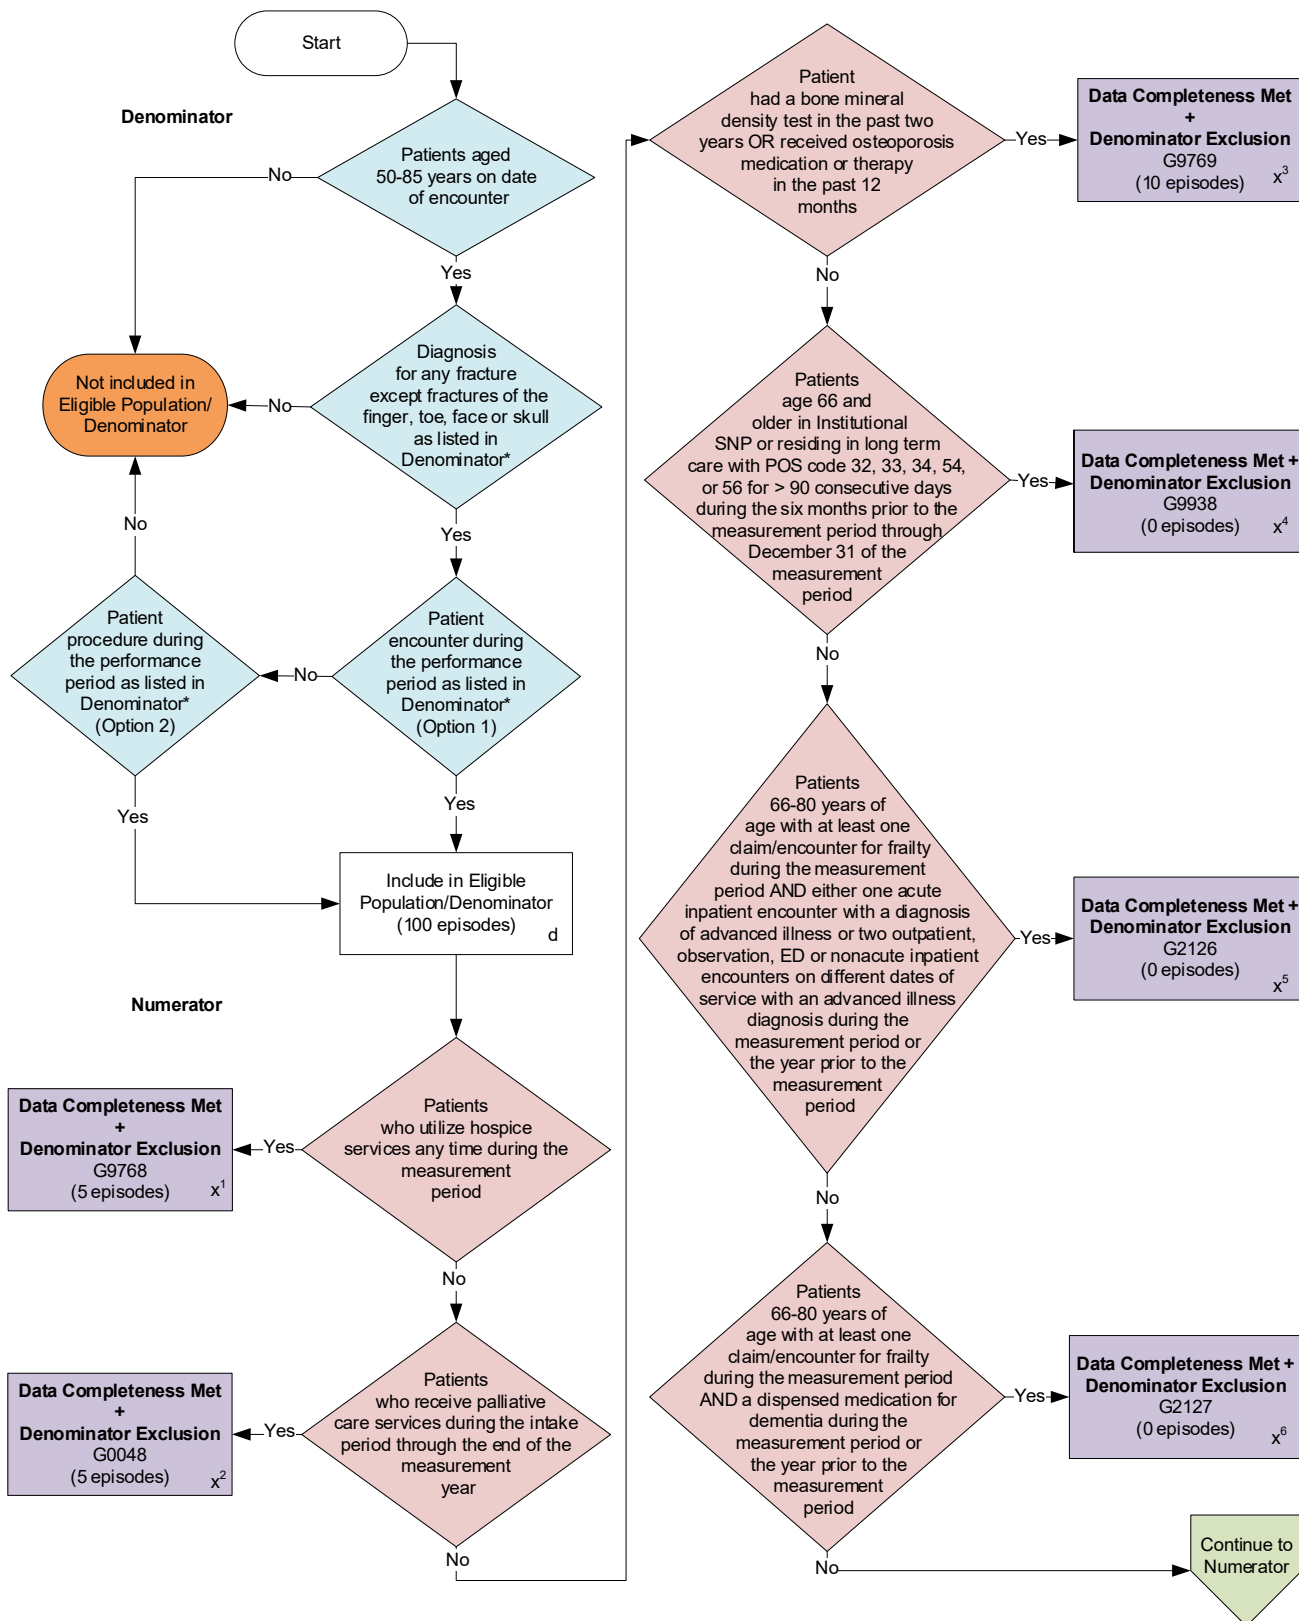 Start
Denominator
Patients aged
50-85 years on date
of encounter
No
Yes
Diagnosis
for any fracture
except fractures of the
finger, toe, face or skull
as listed in
Denominator*
No
Not included in
Eligible Population/
Denominator
Yes
No
Patient
encounter during
the performance
period as listed in
Denominator*
(Option 1)
No
Patient
procedure during
the performance
period as listed in
Denominator*
(Option 2)
Yes
Yes
Include in Eligible
Population/Denominator
(100 episodes)
d
Numerator
Patients
who utilize hospice
services any time during the
measurement
period
Yes
Data Completeness Met
+
Denominator Exclusion
G9768
(5 episodes)
x1
No
Patients
who receive palliative
care services during the intake
period through the end of the
measurement
year
Yes
Data Completeness Met
+
Denominator Exclusion
G0048
(5 episodes)
x2
No
Patient
had a bone mineral
density test in the past two
years OR received osteoporosis
medication or therapy
in the past 12
months
Yes
Data Completeness Met
+
Denominator Exclusion
G9769
(10 episodes)
x3
No
Patients
age 66 and
older in Institutional
SNP or residing in long term
care with POS code 32, 33, 34, 54,
or 56 for > 90 consecutive days
during the six months prior to the
measurement period through
December 31 of the
measurement
period
Yes
Data Completeness Met +
Denominator Exclusion
G9938
(0 episodes)
x4
No
Patients
66-80 years of
age with at least one
claim/encounter for frailty
during the measurement
period AND either one acute
inpatient encounter with a diagnosis
of advanced illness or two outpatient,
observation, ED or nonacute inpatient
encounters on different dates of
service with an advanced illness
diagnosis during the
measurement period or
the year prior to the
measurement
period
Yes
Data Completeness Met +
Denominator Exclusion
G2126
(0 episodes)
x5
No
Patients
66-80 years of
age with at least one
claim/encounter for frailty
during the measurement period
AND a dispensed medication for
dementia during the
measurement period or
the year prior to the
measurement
period
Yes
Data Completeness Met +
Denominator Exclusion
G2127
(0 episodes)
x6
No
Continue to
Numerator